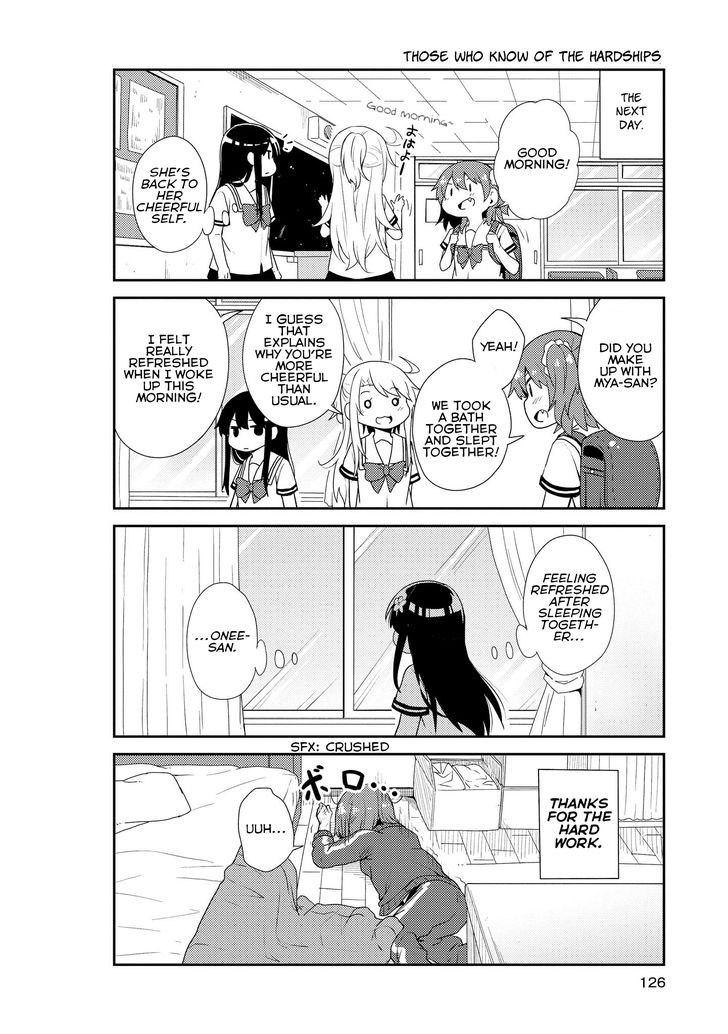 THOSE WHO KNOW OF THE HARDSHIPS
THE
NEXT
DAY.
GOOD
MORNING!
Good morning~
おはよー
SHE'S
BACK TO
HER
CHEERFUL
SELF.
DID YOU
MAKE
UP WITH
MYA-SAN?
YEAH!
WE TOOK
A BATH
TOGETHER
AND SLEPT
TOGETHER!
I GUESS
THAT
EXPLAINS
WHY YOU'RE
MORE
CHEERFUL
THAN
USUAL.
I FELT
REALLY
REFRESHED
WHEN I WOKE
UP THIS
MORNING!
FEELING
REFRESHED
AFTER
SLEEPING
TOGETH-
ER...
...ONEE-
SAN.
SFX: CRUSHED
ボロ...
THANKS
FOR THE
HARD
WORK.
UUH...
126